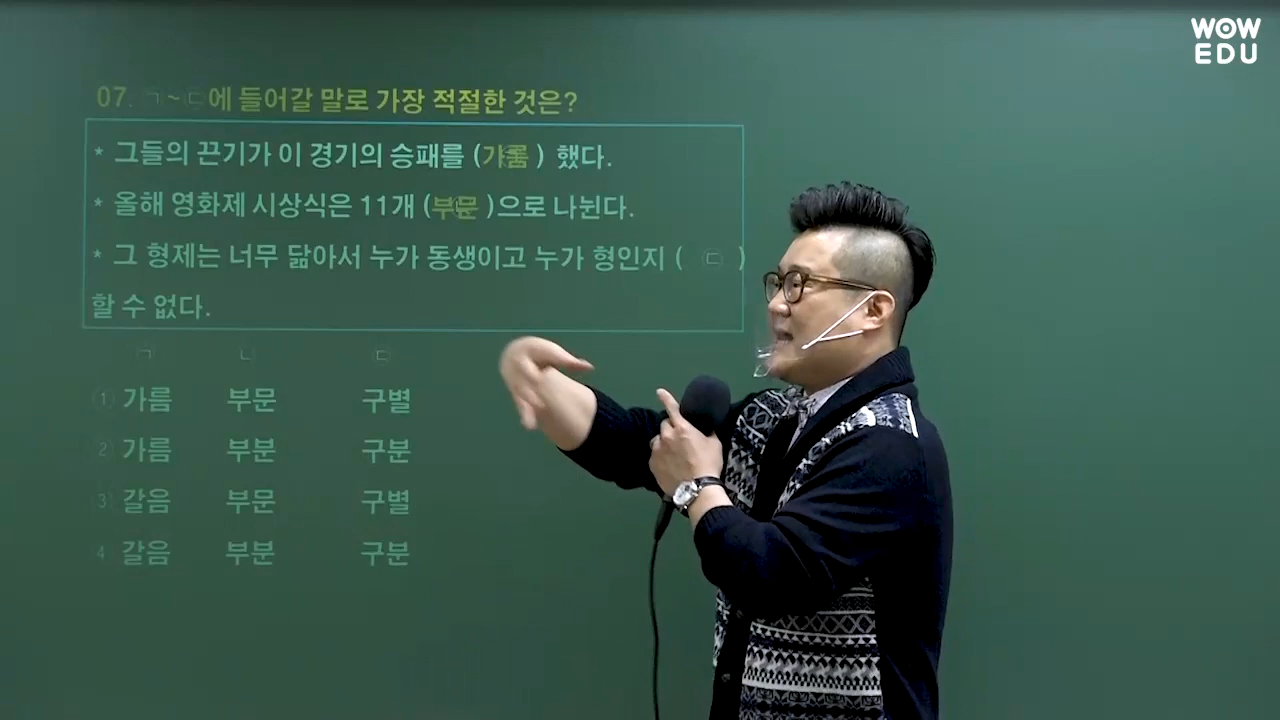 WOW
EDU
07. ㉠~㉢에 들어갈 말로 가장 적절한 것은?
* 그들의 끈기가 이 경기의 승패를 (가름) 했다.
* 올해 영화제 시상식은 11개 (부문)으로 나뉜다.
* 그 형제는 너무 닮아서 누가 동생이고 누가 형인지 ( ㉢ )
할 수 없다.
㉠ ㉡ ㉢
① 가름 부문 구별
② 가름 부분 구분
③ 갈음 부문 구별
④ 갈음 부분 구분